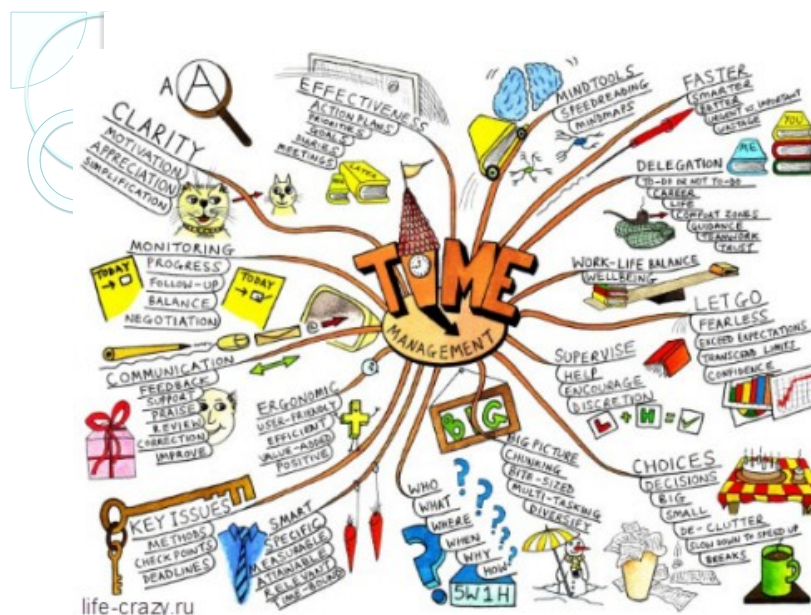 A A
CLARITY
MOTIVATION
APPRECIATION
SIMPLIFICATION
EFFECTIVENESS
ACTION PLANS
PRIORITIES
GOALS
DIARIES
MEETINGS
LATER
MINDTOOLS
SPEEDREADING
MINDMAPS
FASTER
SMARTER
BETTER
URGENT VS IMPORTANT
WASTAGE
YOU
ME
DELEGATION
TO-DO OR NOT TO-DO
CAREER
LIFE
COMFORT ZONES
GUIDANCE
TEAMWORK
TRUST
MONITORING
PROGRESS
FOLLOW-UP
BALANCE
NEGOTIATION
TODAY
TODAY
TIME
MANAGEMENT
WORK-LIFE BALANCE
WELLBEING
LET GO
FEARLESS
EXCEED EXPECTATIONS
TRANSCEND LIMITS
CONFIDENCE
@
COMMUNICATION
FEEDBACK
SUPPORT
PRAISE
REVIEW
CORRECTION
IMPROVE
ERGONOMIC
USER-FRIENDLY
EFFICIENT
VALUE-ADDED
POSITIVE
SUPERVISE
HELP
ENCOURAGE
DISCRETION
L + H = ✓
BIG
BIG PICTURE
CHUNKING
BITE-SIZED
MULTI-TASKING
DIVERSIFY
CHOICES
DECISIONS
BIG
SMALL
DE-CLUTTER
SLOW DOWN TO SPEED UP
BREAKS
KEY ISSUES
METHODS
CHECKPOINTS
DEADLINES
SMART
SPECIFIC
MEASURABLE
ATTAINABLE
RELEVANT
TIME-BOUND
WHO
WHAT
WHERE
WHEN
WHY
HOW
5W1H
life-crazy.ru